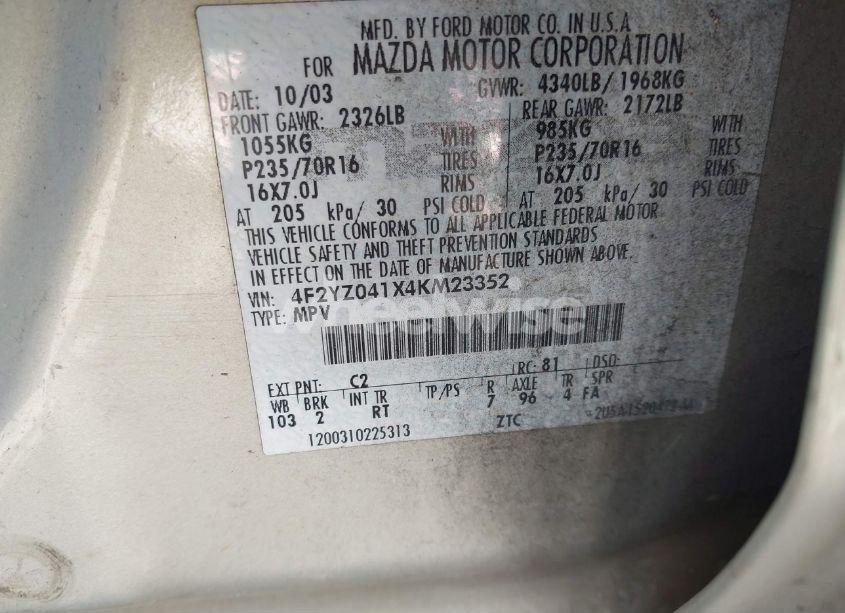 MFD. BY FORD MOTOR CO. IN U.S.A
FOR MAZDA MOTOR CORPORATION
DATE: 10/03 GVWR: 4340LB/ 1968KG
FRONT GAWR: 2326LB REAR GAWR: 2172LB
1055KG WITH 985KG WITH
P235/70R16 TIRES P235/70R16 TIRES
16X7.0J RIMS 16X7.0J RIMS
AT 205 kPa/ 30 PSI COLD AT 205 kPa/ 30 PSI COLD
THIS VEHICLE CONFORMS TO ALL APPLICABLE FEDERAL MOTOR
VEHICLE SAFETY AND THEFT PREVENTION STANDARDS
IN EFFECT ON THE DATE OF MANUFACTURE SHOWN ABOVE.
VIN: 4F2YZ041X4KM23352
TYPE: MPV
wheelwise
EXT PNT: C2 RC: 81 DSO:
WB BRK INT TR TP/PS R AXLE TR SPR
103 2 RT 7 96 4 FA
1200310225313 ZTC